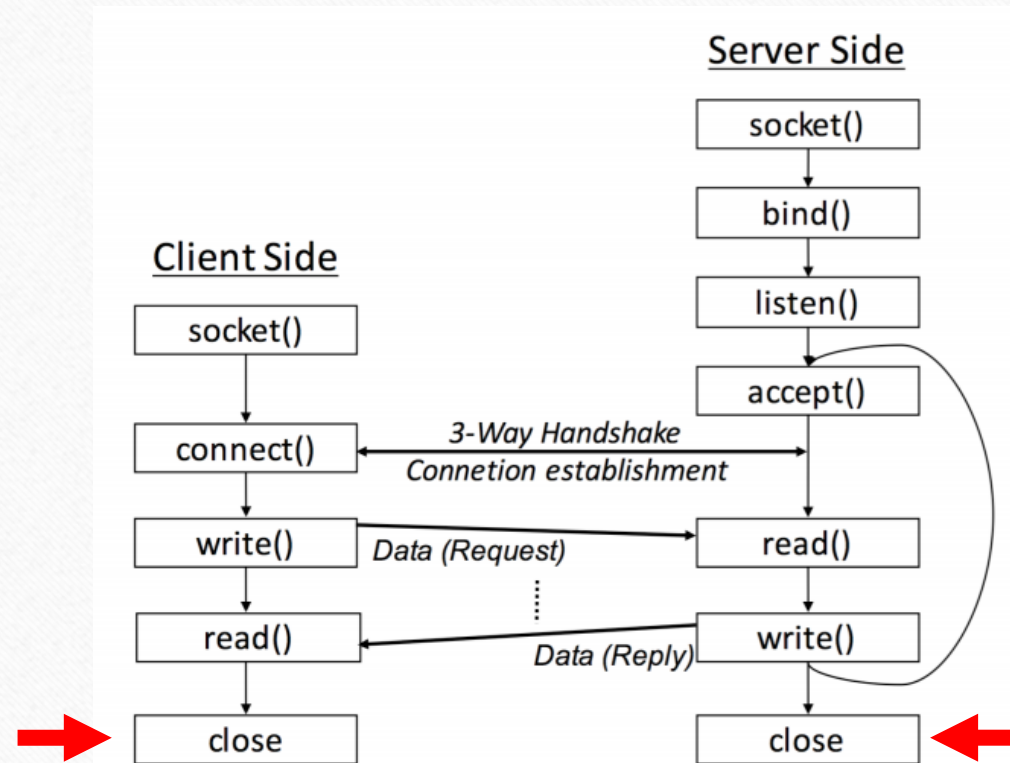 Server Side
socket()
bind()
Client Side
listen()
socket()
accept()
3-Way Handshake
connect()
Connetion establishment
write()
Data (Request)
read()
read()
Data (Reply)
write()
close
close